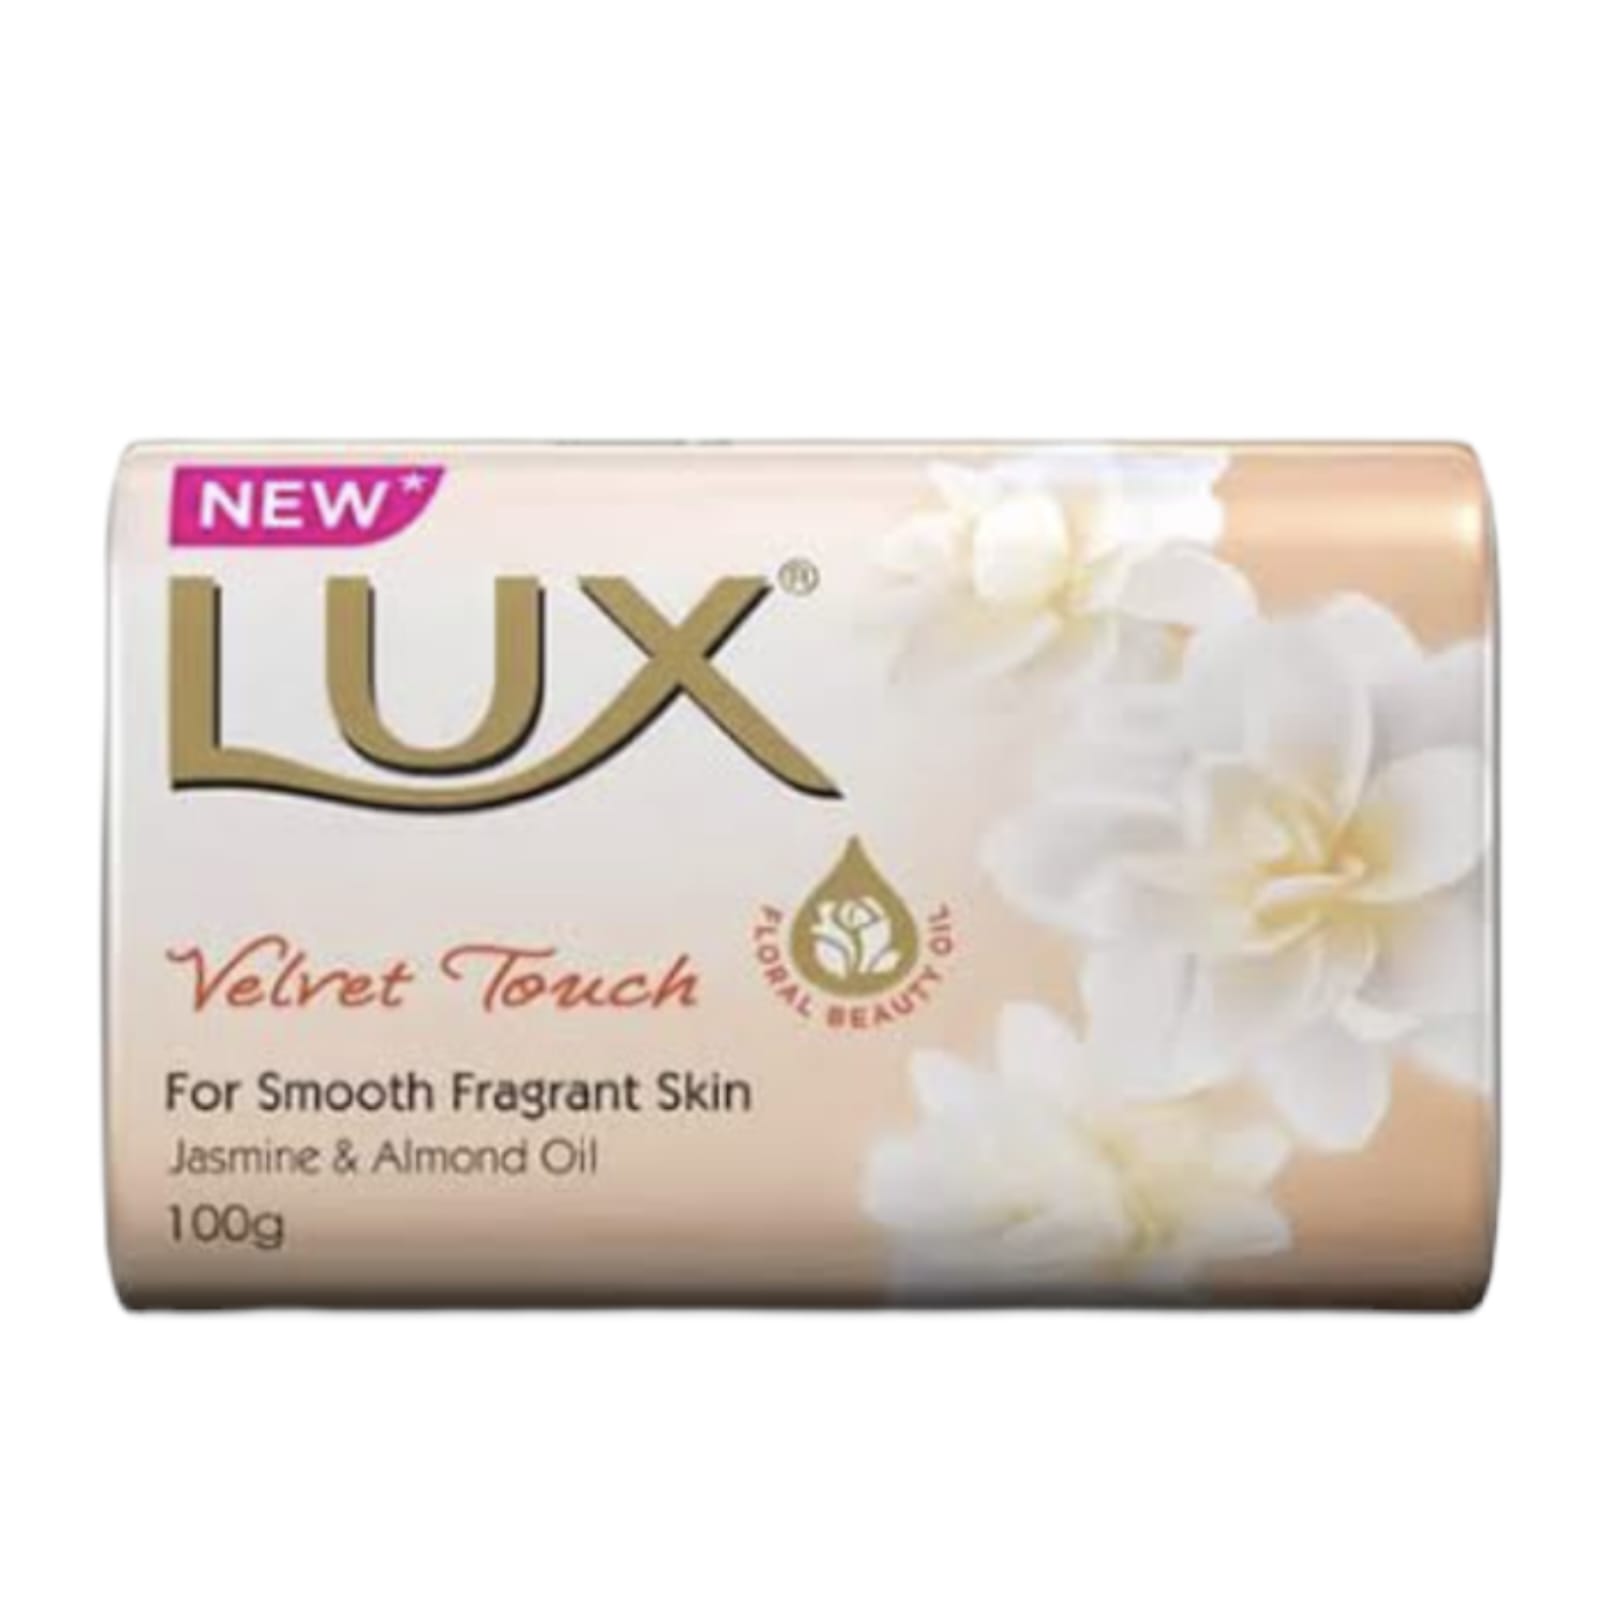 NEW*
LUX®
Velvet Touch
FLORAL BEAUTY OIL
For Smooth Fragrant Skin
Jasmine & Almond Oil
100g